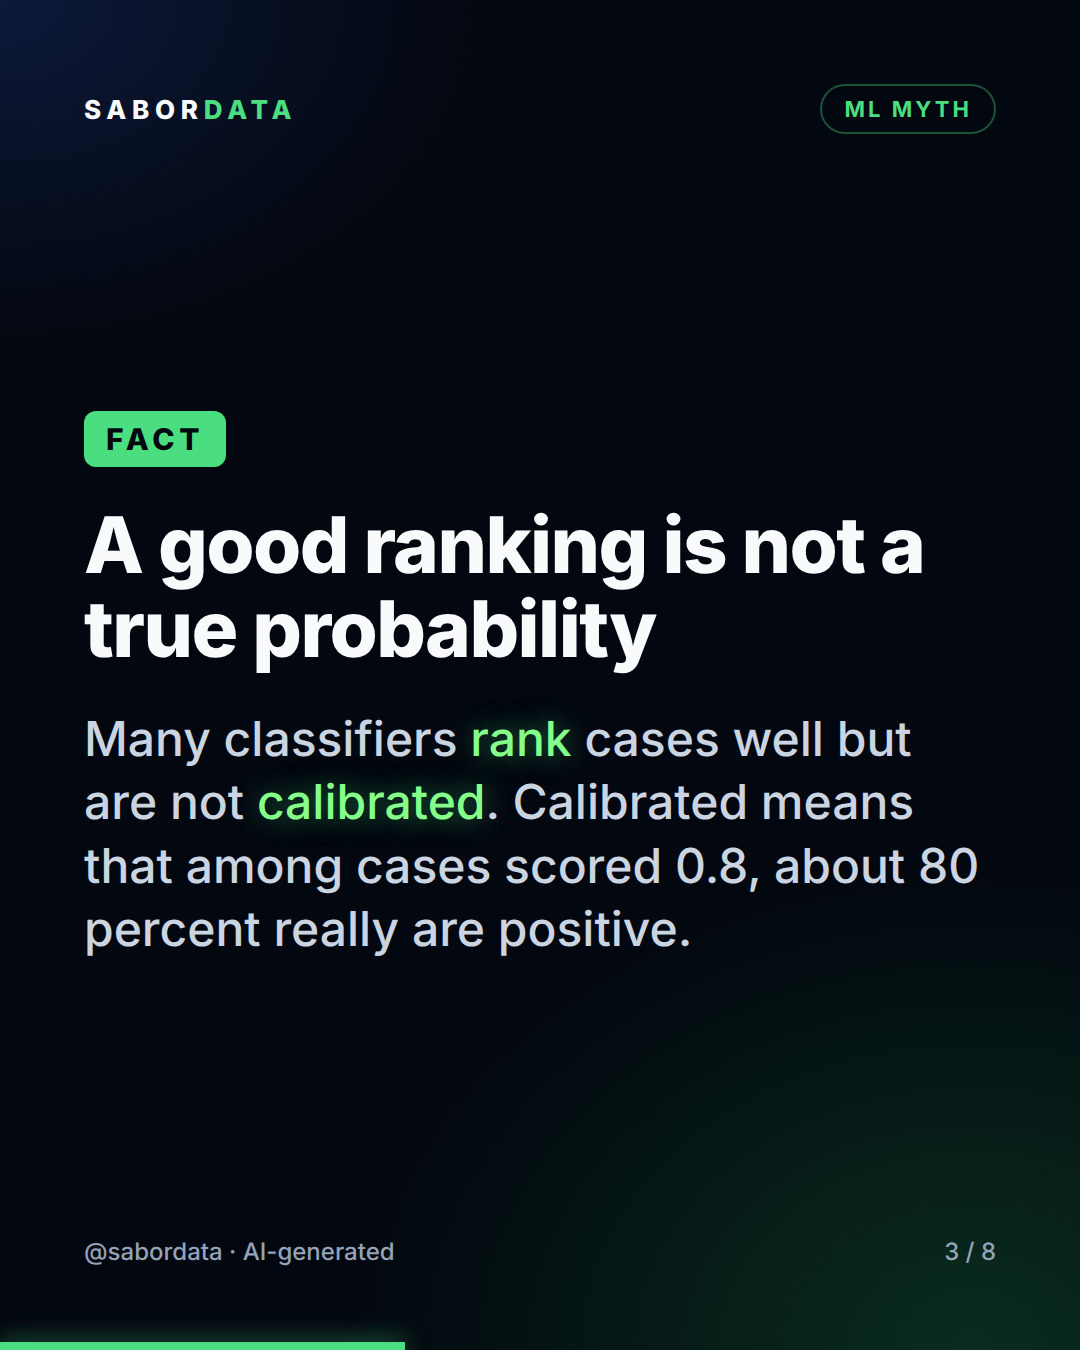 SABORDATA
ML MYTH
FACT
A good ranking is not a
true probability
Many classifiers rank cases well but
are not calibrated. Calibrated means
that among cases scored 0.8, about 80
percent really are positive.
@sabordata · AI-generated
3 / 8